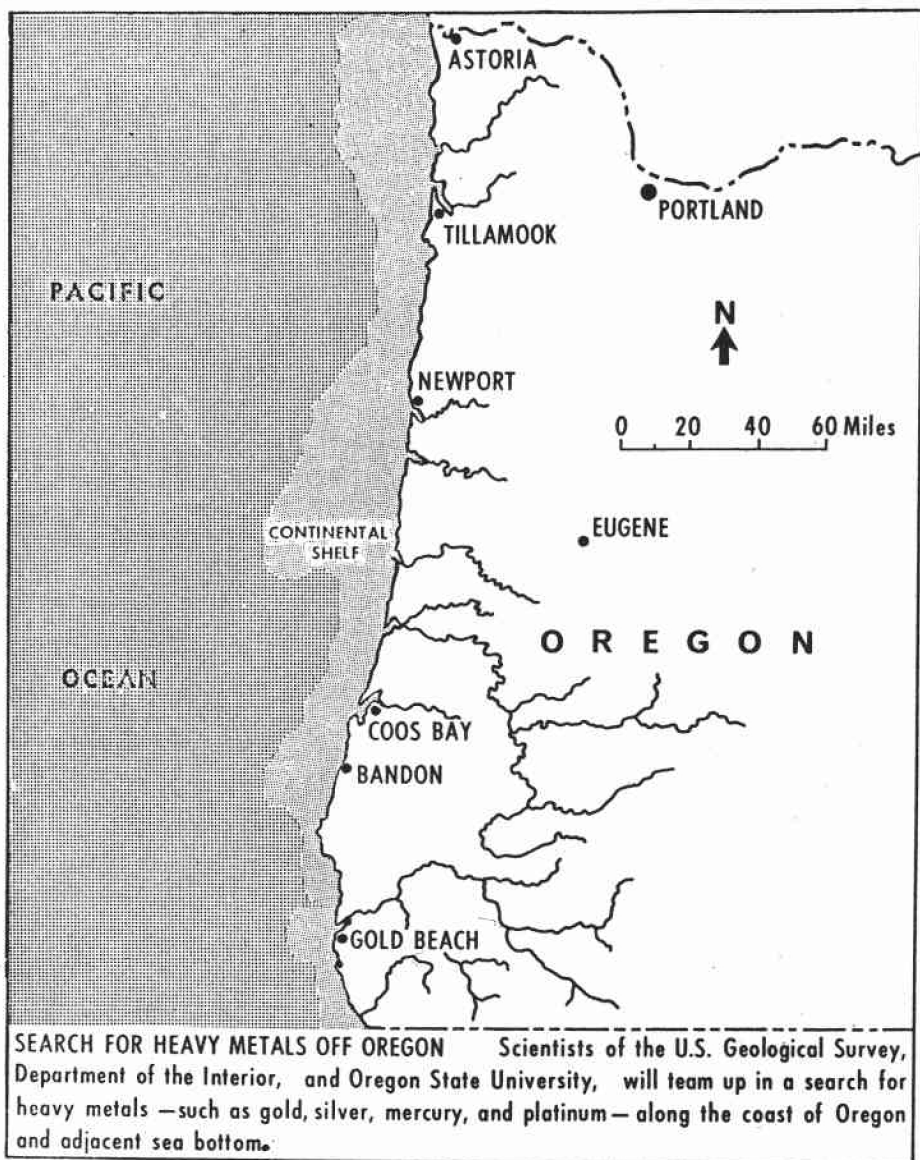 ASTORIA
PORTLAND
TILLAMOOK
PACIFIC
N
NEWPORT
0 20 40 60 Miles
CONTINENTAL
SHELF
EUGENE
OREGON
OCEAN
COOS BAY
BANDON
GOLD BEACH
SEARCH FOR HEAVY METALS OFF OREGON Scientists of the U.S. Geological Survey,
Department of the Interior, and Oregon State University, will team up in a search for
heavy metals —such as gold, silver, mercury, and platinum— along the coast of Oregon
and adjacent sea bottom.